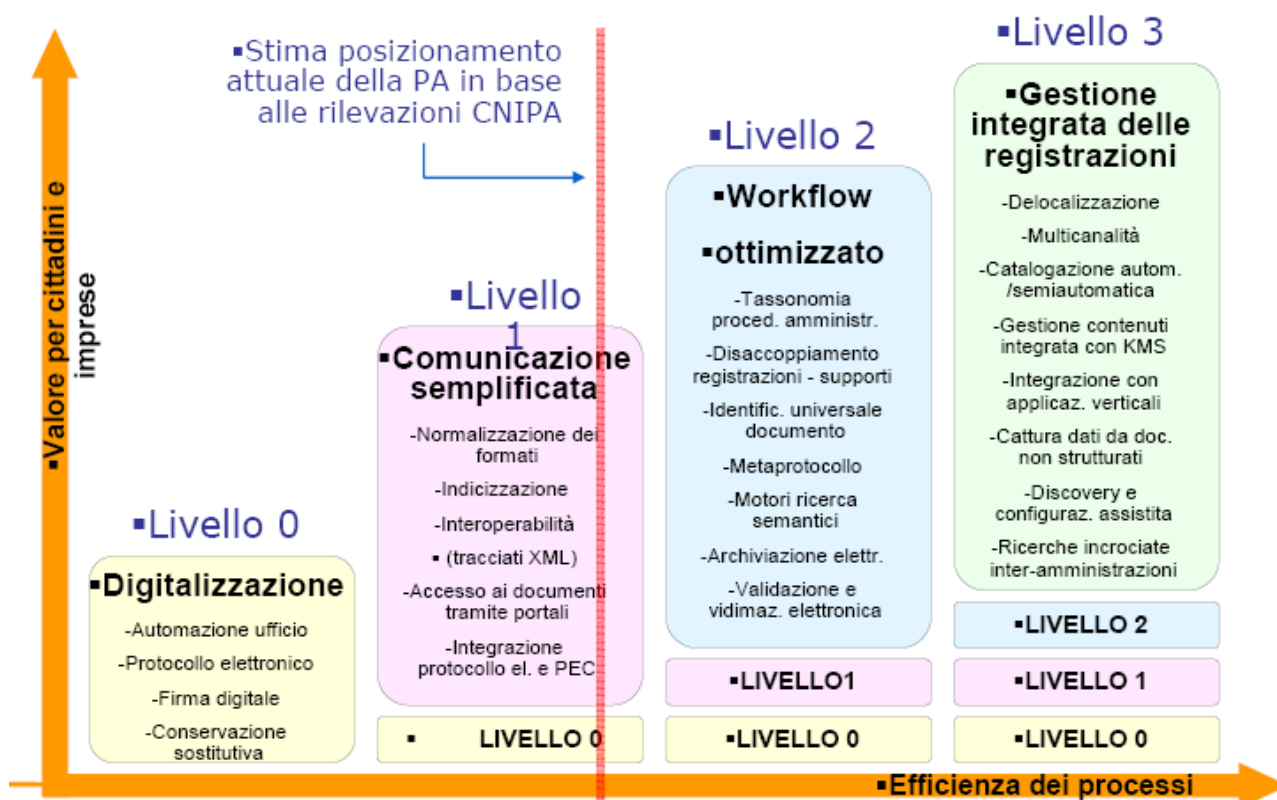 ▪Stima posizionamento
attuale della PA in base
alle rilevazioni CNIPA
▪Valore per cittadini e
imprese
▪Livello 0
▪Digitalizzazione
-Automazione ufficio
-Protocollo elettronico
-Firma digitale
-Conservazione
sostitutiva
▪Livello
1
▪Comunicazione
semplificata
-Normalizzazione dei
formati
-Indicizzazione
-Interoperabilità
▪ (tracciati XML)
-Accesso ai documenti
tramite portali
-Integrazione
protocollo el. e PEC
▪ LIVELLO 0
▪Livello 2
▪Workflow
▪ottimizzato
-Tassonomia
proced. amministr.
-Disaccoppiamento
registrazioni - supporti
-Identific. universale
documento
-Metaprotocollo
-Motori ricerca
semantici
-Archiviazione elettr.
-Validazione e
vidimaz. elettronica
▪LIVELLO1
▪LIVELLO 0
▪Livello 3
▪Gestione
integrata delle
registrazioni
-Delocalizzazione
-Multicanalità
-Catalogazione autom.
/semiautomatica
-Gestione contenuti
integrata con KMS
-Integrazione con
applicaz. verticali
-Cattura dati da doc.
non strutturati
-Discovery e
configuraz. assistita
-Ricerche incrociate
inter-amministrazioni
▪LIVELLO 2
▪LIVELLO 1
▪LIVELLO 0
▪Efficienza dei processi